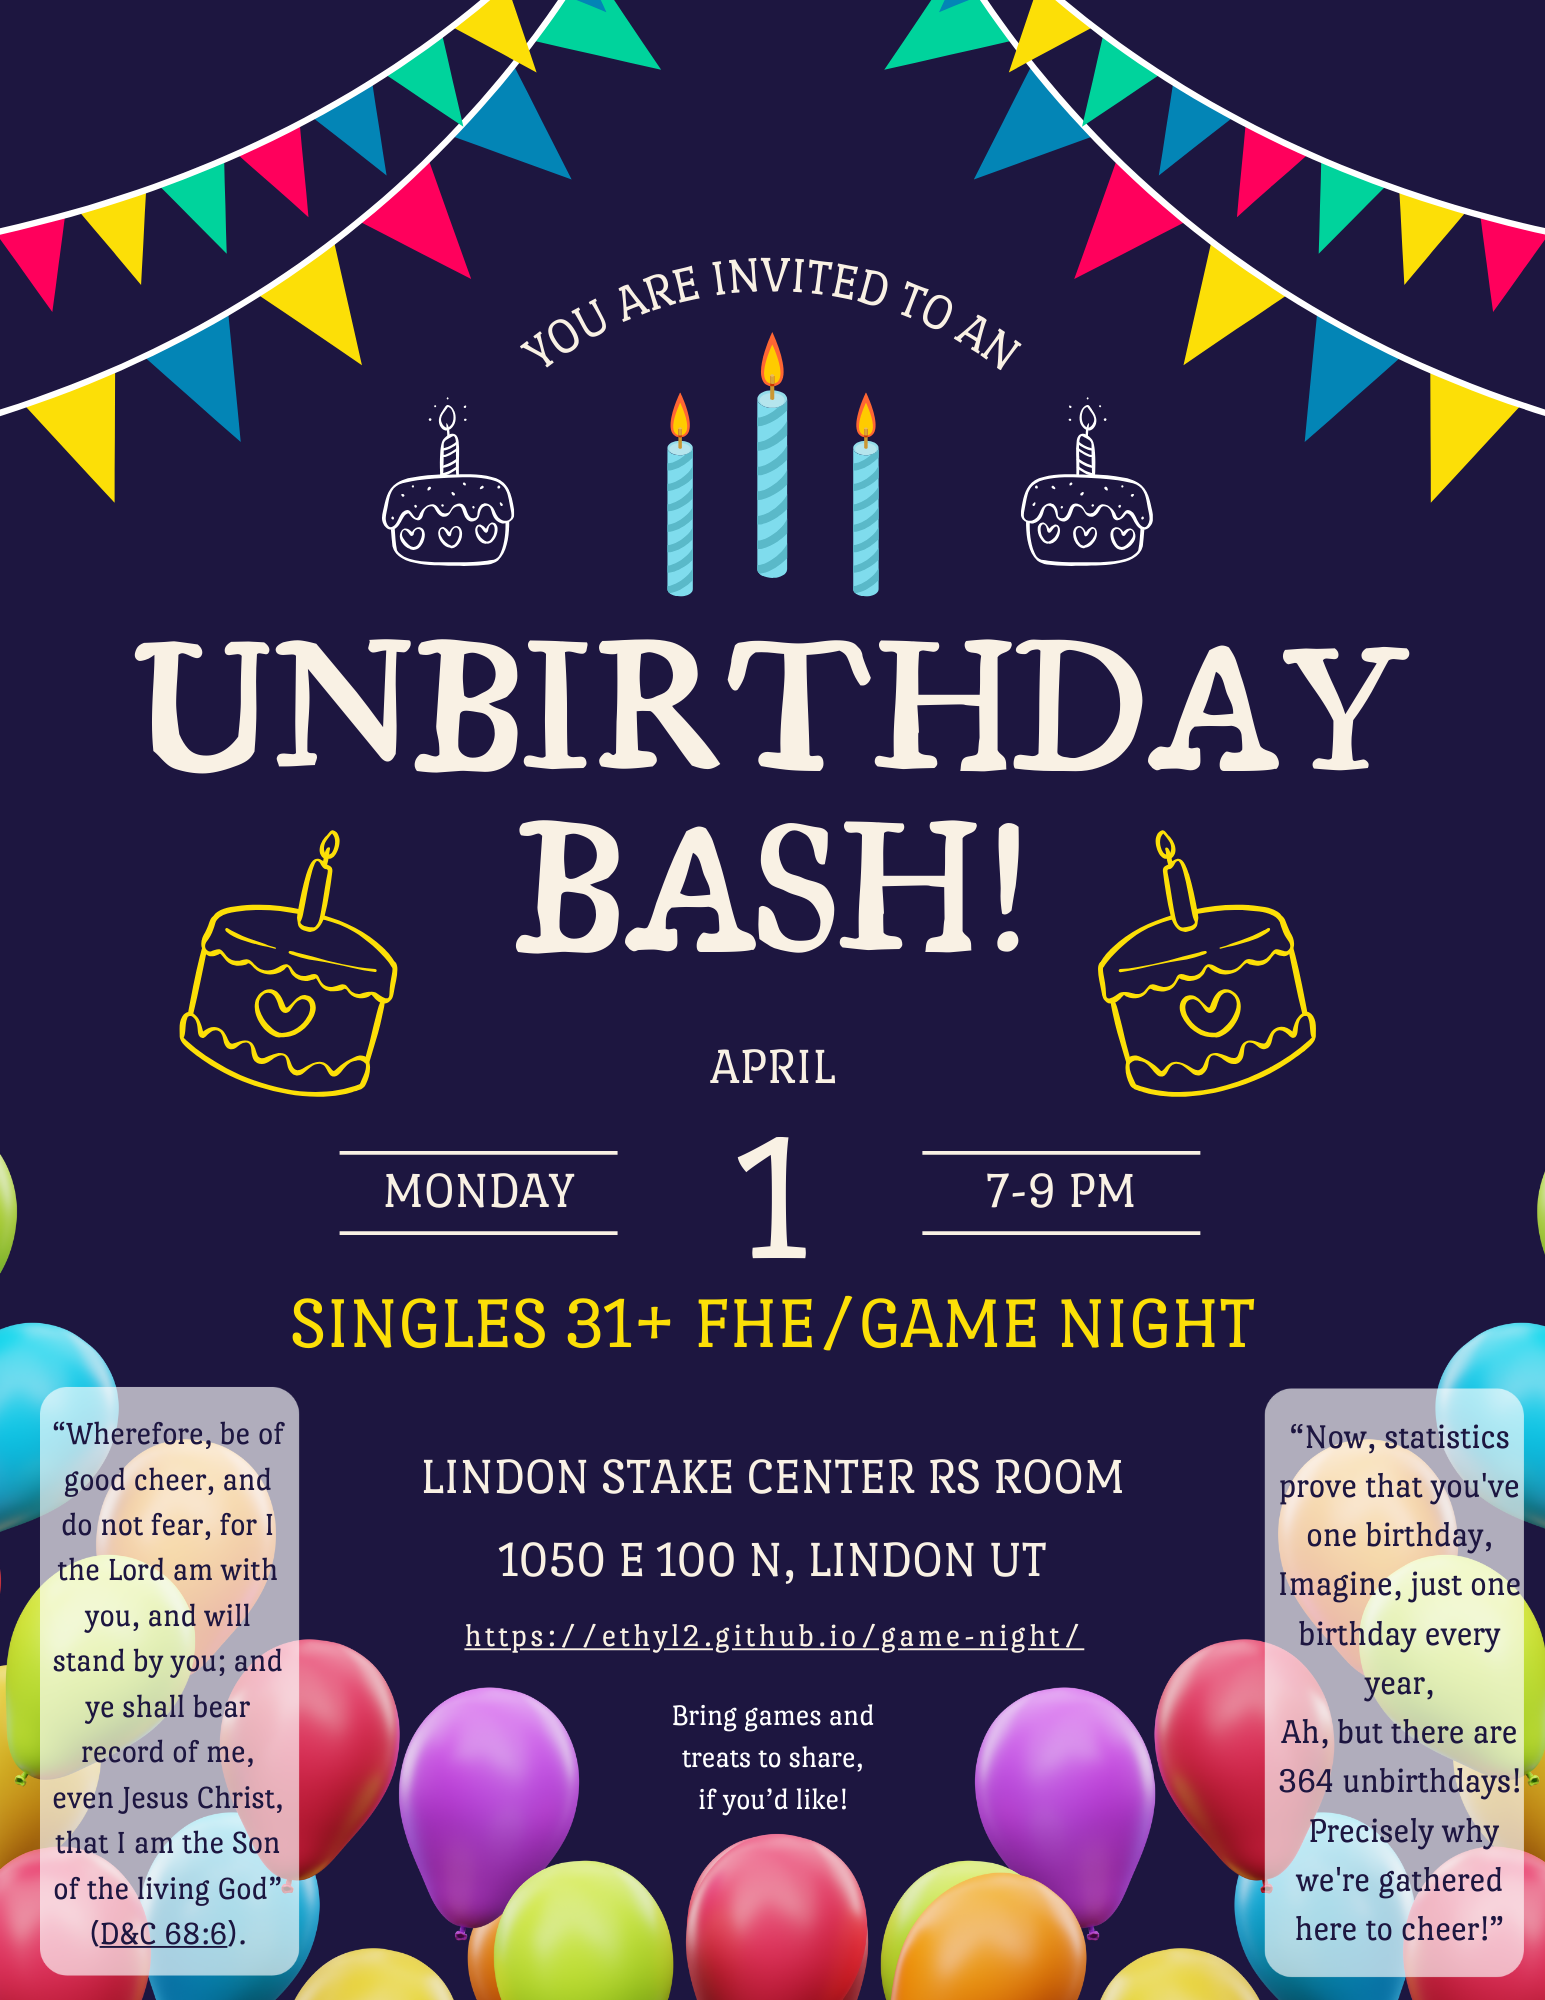 YOU ARE INVITED TO AN
UNBIRTHDAY
BASH!
APRIL
MONDAY
1
7-9 PM
SINGLES 31+ FHE/GAME NIGHT
LINDON STAKE CENTER RS ROOM
1050 E 100 N, LINDON UT
https://ethyl2.github.io/game-night/
Bring games and
treats to share,
if you’d like!
“Wherefore, be of
good cheer, and
do not fear, for I
the Lord am with
you, and will
stand by you; and
ye shall bear
record of me,
even Jesus Christ,
that I am the Son
of the living God”
(D&C 68:6).
“Now, statistics
prove that you've
one birthday,
Imagine, just one
birthday every
year,
Ah, but there are
364 unbirthdays!
Precisely why
we're gathered
here to cheer!”